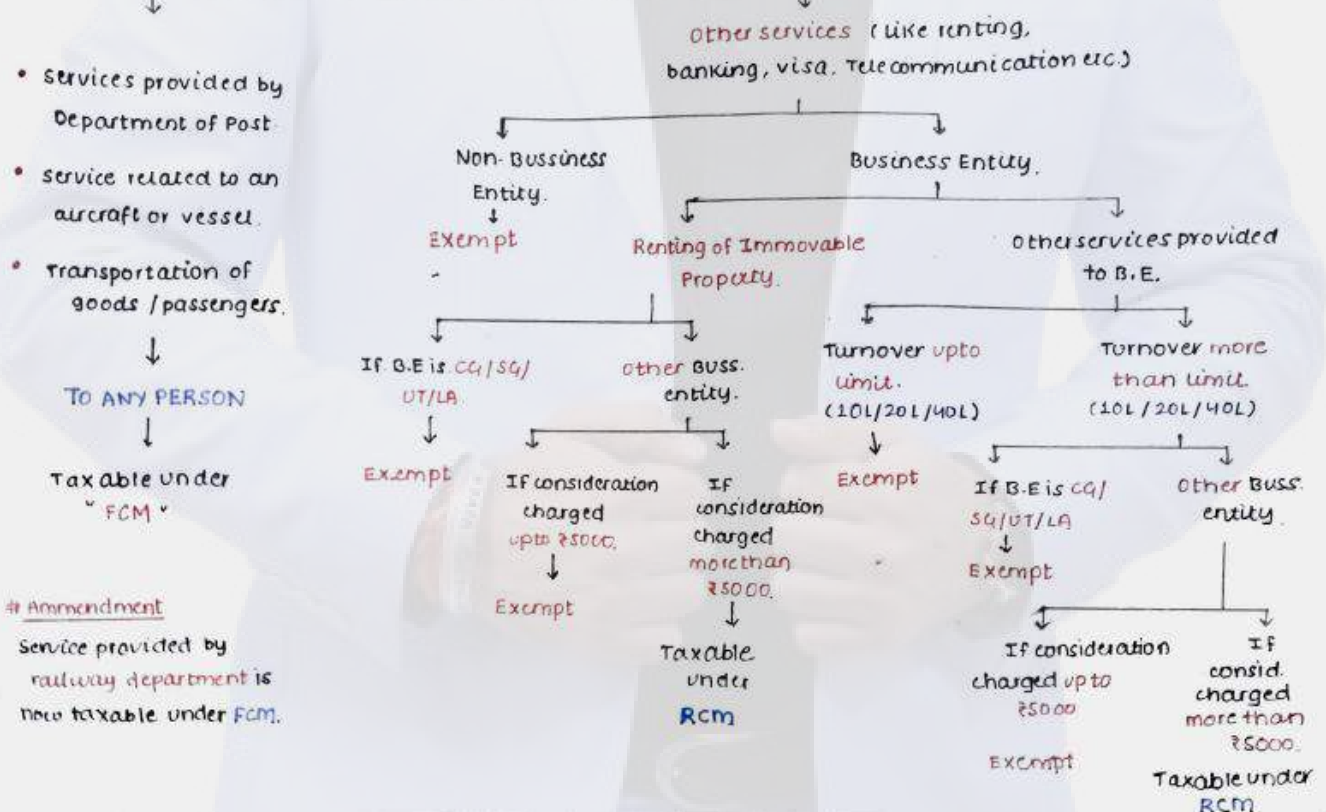 • Services provided by
Department of Post.
• Service related to an
aircraft or vessel.
• Transportation of
goods / passengers.
TO ANY PERSON
Taxable under
"FCM"
# Ammendment
Service provided by
railway department is
now taxable under FCM.
Other services (Like renting,
banking, visa, Telecommunication etc.)
Non-Bussiness
Entity.
Exempt
Business Entity.
Renting of Immovable
Property.
If B.E is CG/SG/
UT/LA
Exempt
Other Buss.
entity.
If consideration
charged
upto ₹5000.
Exempt
If
consideration
charged
more than
₹5000.
Taxable
under
RCM
Other services provided
to B.E.
Turnover upto
limit.
(10L/20L/40L)
Exempt
Turnover more
than limit.
(10L/20L/40L)
If B.E is CG/
SG/UT/LA
Exempt
Other Buss.
entity
If consideration
charged upto
₹5000
Exempt
If
consid.
charged
more than
₹5000.
Taxable under
RCM